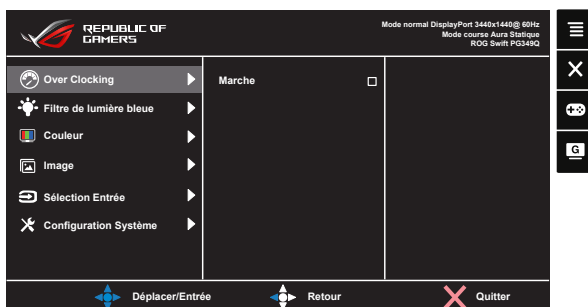 REPUBLIC OF
GAMERS
Mode normal DisplayPort 3440x1440@ 60Hz
Mode course Aura Statique
ROG Swift PG349Q
Over Clocking
Marche
Filtre de lumière bleue
Couleur
Image
Sélection Entrée
Configuration Système
Déplacer/Entrée
Retour
Quitter
G